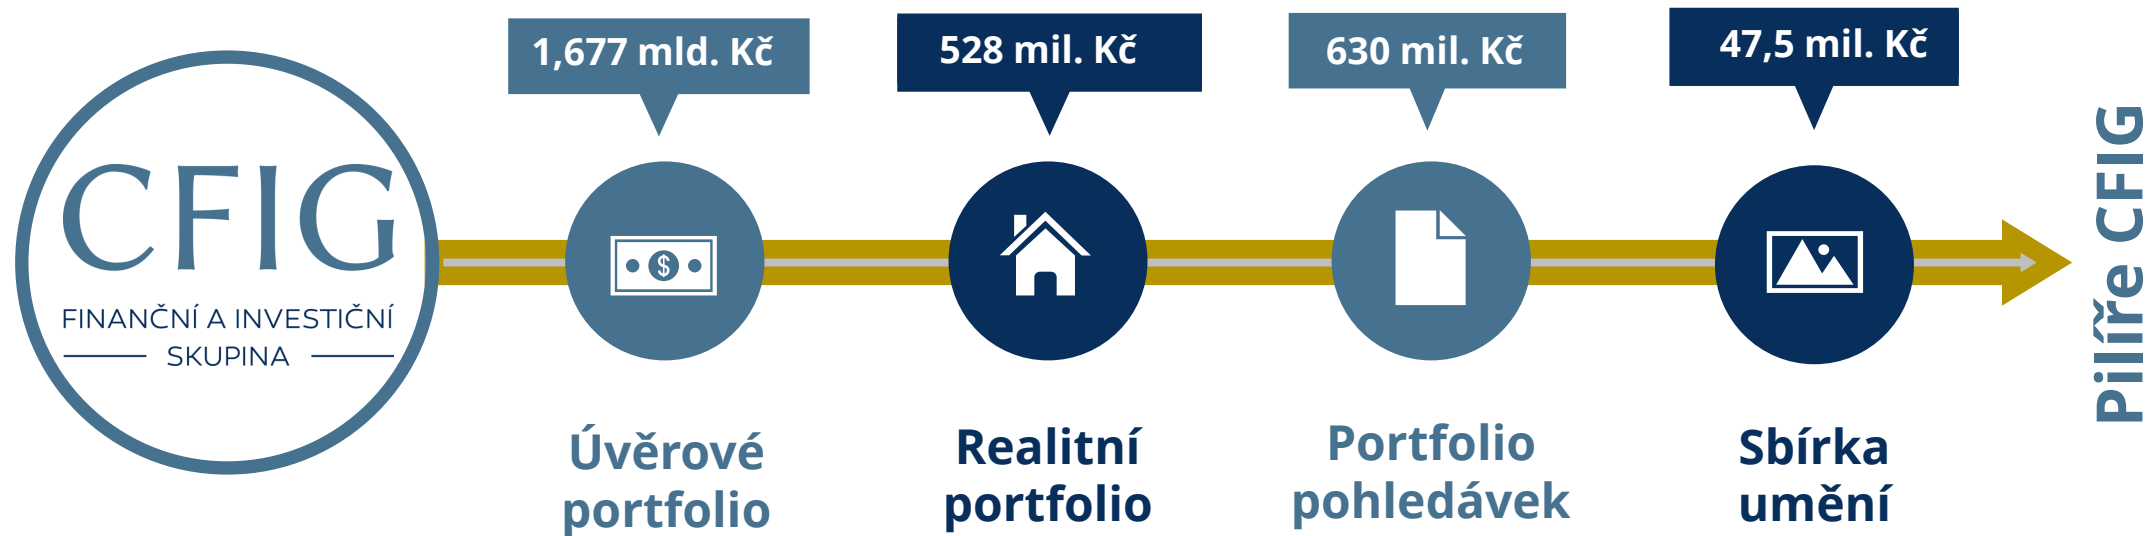 CFIG
FINANČNÍ A INVESTIČNÍ
SKUPINA
1,677 mld. Kč
$
Úvěrové
portfolio
528 mil. Kč
Realitní
portfolio
630 mil. Kč
Portfolio
pohledávek
47,5 mil. Kč
Sbírka
umění
Pilíře CFIG